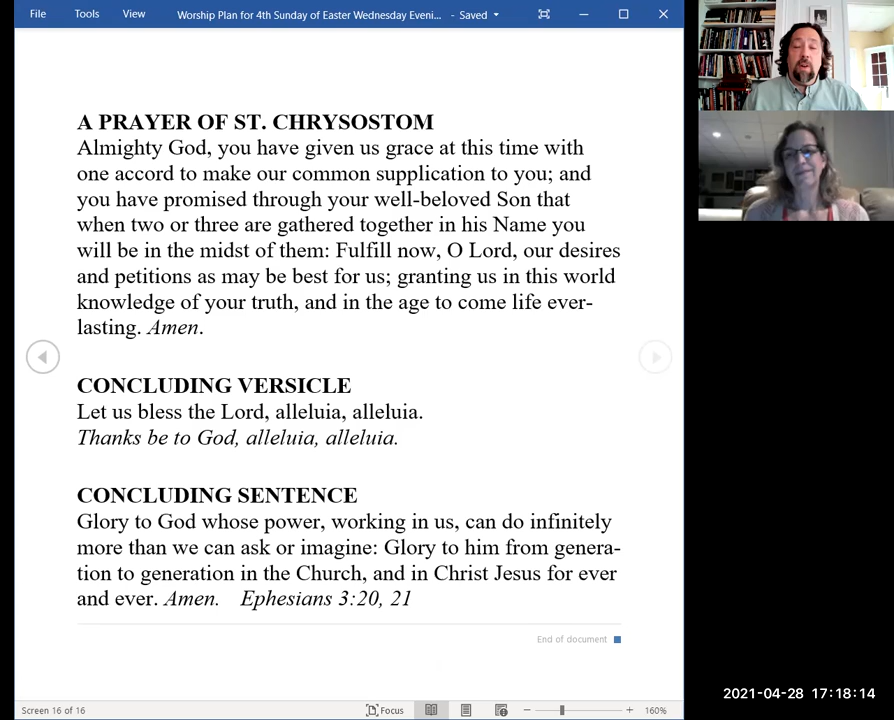 File Tools View Worship Plan for 4th Sunday of Easter Wednesday Eveni... - Saved
A PRAYER OF ST. CHRYSOSTOM
Almighty God, you have given us grace at this time with
one accord to make our common supplication to you; and
you have promised through your well-beloved Son that
when two or three are gathered together in his Name you
will be in the midst of them: Fulfill now, O Lord, our desires
and petitions as may be best for us; granting us in this world
knowledge of your truth, and in the age to come life ever-
lasting. Amen.
CONCLUDING VERSICLE
Let us bless the Lord, alleluia, alleluia.
Thanks be to God, alleluia, alleluia.
CONCLUDING SENTENCE
Glory to God whose power, working in us, can do infinitely
more than we can ask or imagine: Glory to him from genera-
tion to generation in the Church, and in Christ Jesus for ever
and ever. Amen. Ephesians 3:20, 21
End of document
2021-04-28 17:18:14
Screen 16 of 16 Focus 160%